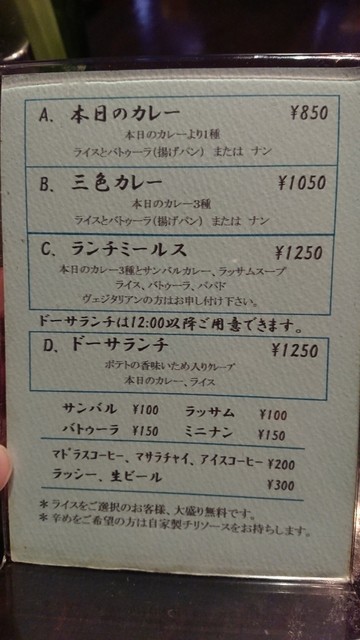 A. 本日のカレー ¥850
本日のカレーより1種
ライスとバトゥーラ(揚げパン) または ナン
B. 三色カレー ¥1050
本日のカレー3種
ライスとバトゥーラ(揚げパン) または ナン
C. ランチミールス ¥1250
本日のカレー3種とサンバルカレー、ラッサムスープ
ライス、バトゥーラ、パパド
ヴェジタリアンの方はお申し付け下さい。
ドーサランチは12:00以降ご用意できます。
D. ドーサランチ ¥1250
ポテトの香味いため入りクレープ
本日のカレー、ライス
サンバル ¥100 ラッサム ¥100
バトゥーラ ¥150 ミニナン ¥150
マドラスコーヒー、マサラチャイ、アイスコーヒー ¥200
ラッシー、生ビール ¥300
*ライスをご選択のお客様、大盛り無料です。
*辛めをご希望の方は自家製チリソースをお持ちします。